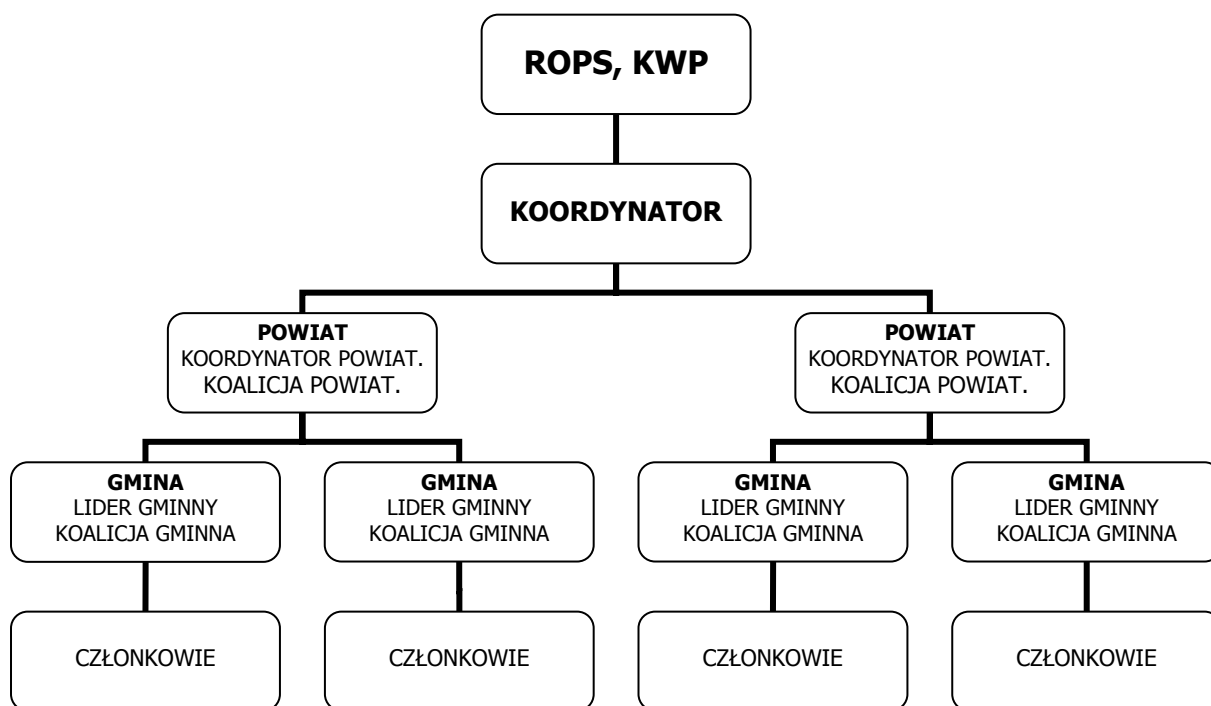 ROPS, KWP
KOORDYNATOR
POWIAT
KOORDYNATOR POWIAT.
KOALICJA POWIAT.
POWIAT
KOORDYNATOR POWIAT.
KOALICJA POWIAT.
GMINA
LIDER GMINNY
KOALICJA GMINNA
GMINA
LIDER GMINNY
KOALICJA GMINNA
GMINA
LIDER GMINNY
KOALICJA GMINNA
GMINA
LIDER GMINNY
KOALICJA GMINNA
CZŁONKOWIE
CZŁONKOWIE
CZŁONKOWIE
CZŁONKOWIE